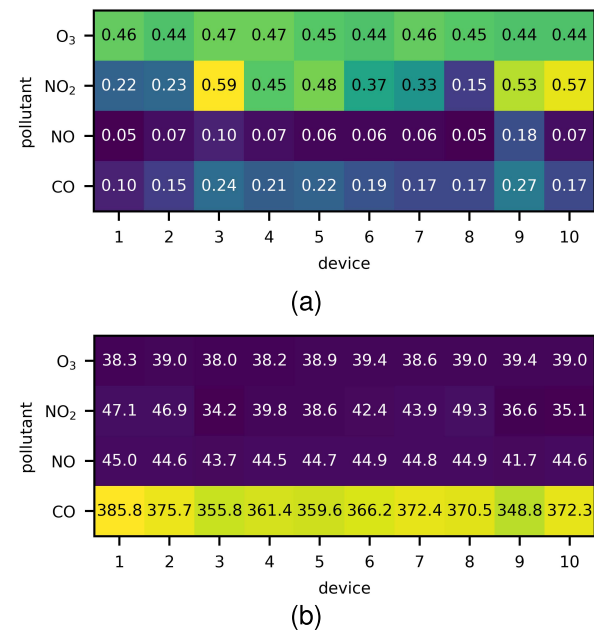 O₃ 0.46 0.44 0.47 0.47 0.45 0.44 0.46 0.45 0.44 0.44
NO₂ 0.22 0.23 0.59 0.45 0.48 0.37 0.33 0.15 0.53 0.57
NO 0.05 0.07 0.10 0.07 0.06 0.06 0.06 0.05 0.18 0.07
CO 0.10 0.15 0.24 0.21 0.22 0.19 0.17 0.17 0.27 0.17
pollutant
1 2 3 4 5 6 7 8 9 10
device
(a)
O₃ 38.3 39.0 38.0 38.2 38.9 39.4 38.6 39.0 39.4 39.0
NO₂ 47.1 46.9 34.2 39.8 38.6 42.4 43.9 49.3 36.6 35.1
NO 45.0 44.6 43.7 44.5 44.7 44.9 44.8 44.9 41.7 44.6
CO 385.8 375.7 355.8 361.4 359.6 366.2 372.4 370.5 348.8 372.3
pollutant
1 2 3 4 5 6 7 8 9 10
device
(b)